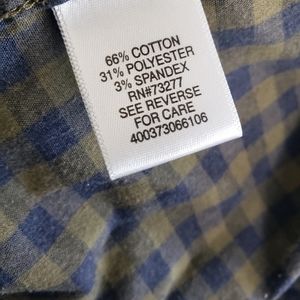 66% COTTON
31% POLYESTER
3% SPANDEX
RN#73277
SEE REVERSE
FOR CARE
400373066106